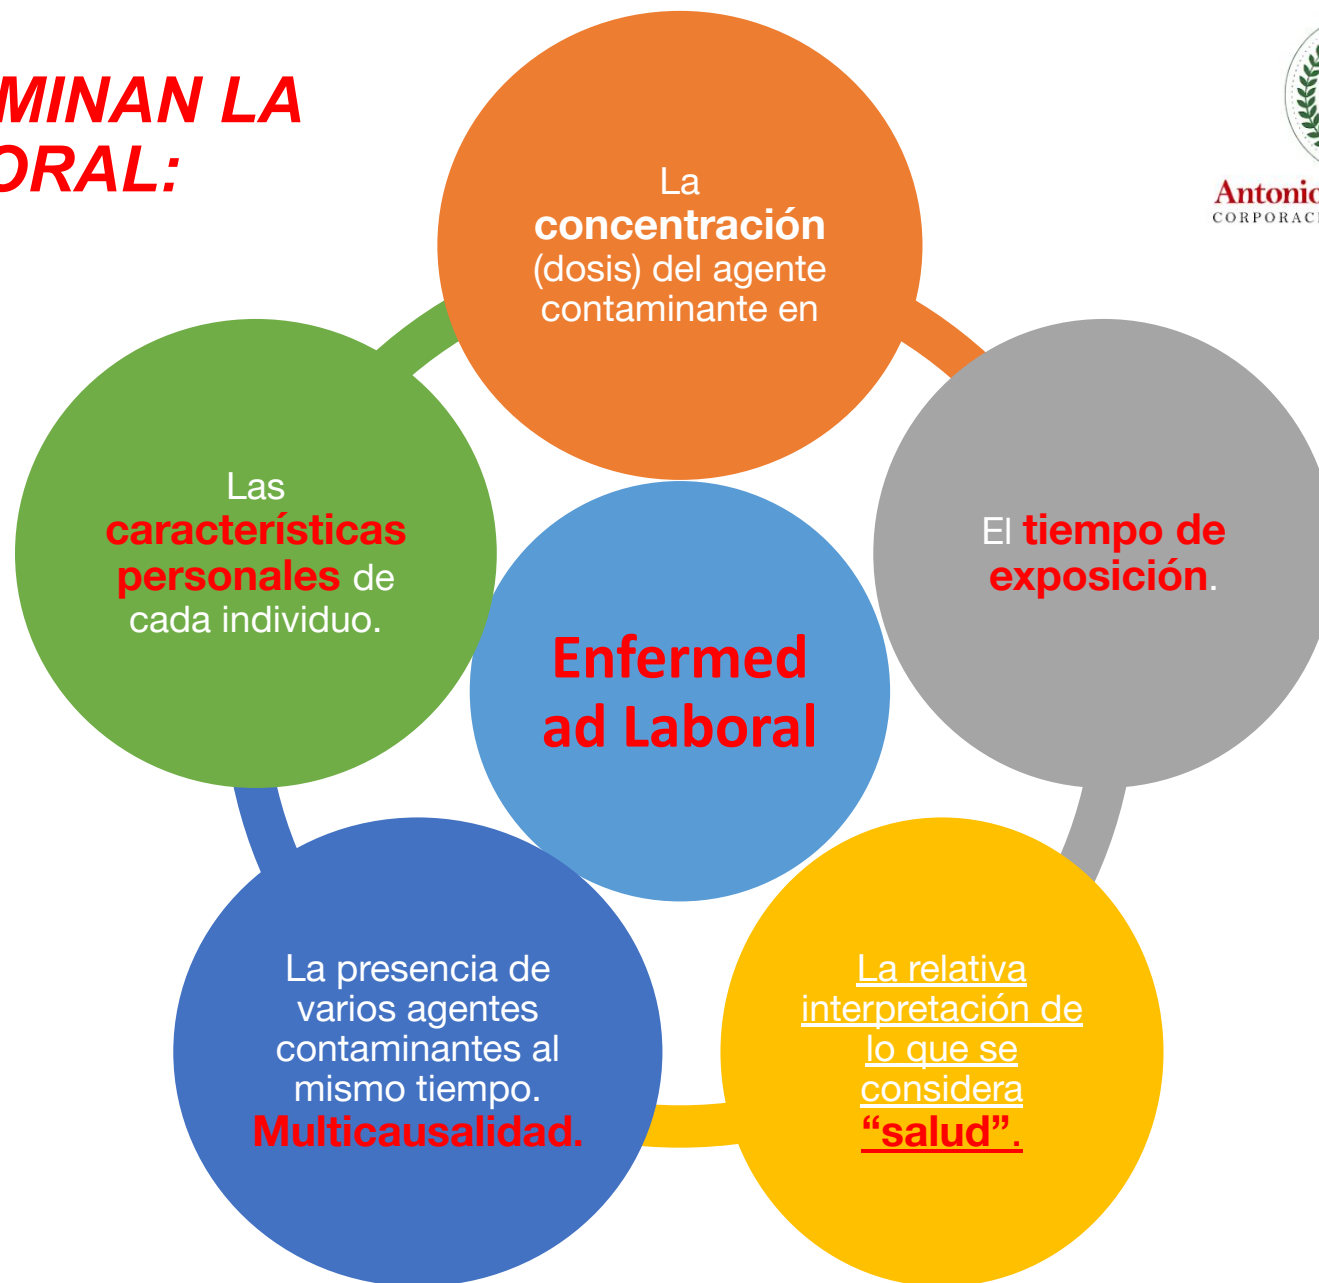 MINAN LA
ORAL:
Antonio
CORPORACI
La
concentración
(dosis) del agente
contaminante en
Las
características
personales de
cada individuo.
El tiempo de
exposición.
Enfermed
ad Laboral
La presencia de
varios agentes
contaminantes al
mismo tiempo.
Multicausalidad.
La relativa
interpretación de
lo que se
considera
“salud”.